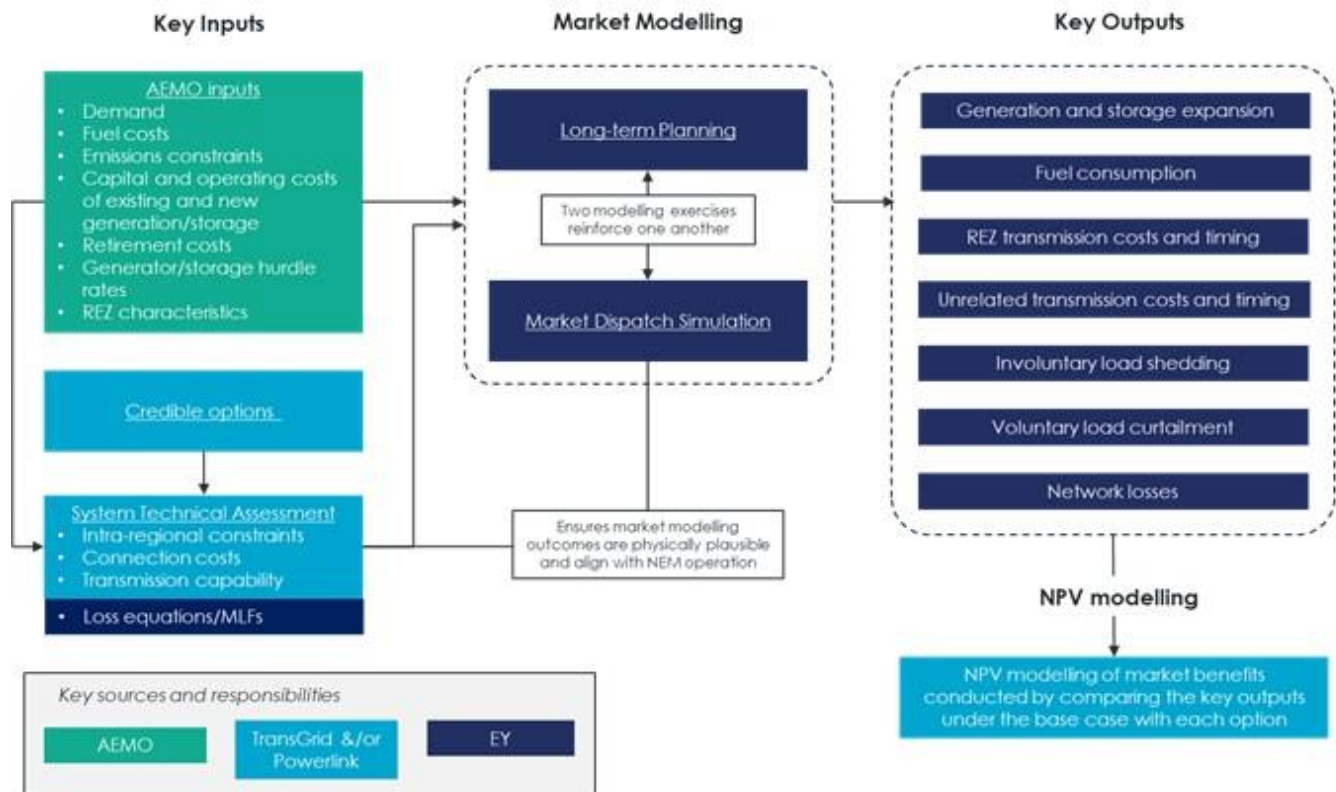 Key Inputs
Market Modelling
Key Outputs
AEMO inputs
• Demand
• Fuel costs
• Emissions constraints
• Capital and operating costs
of existing and new
generation/storage
• Retirement costs
• Generator/storage hurdle
rates
• REZ characteristics
Credible options
System Technical Assessment
• Intra-regional constraints
• Connection costs
• Transmission capability
• Loss equations/MLFs
Long-term Planning
Two modelling exercises
reinforce one another
Market Dispatch Simulation
Ensures market modelling
outcomes are physically plausible
and align with NEM operation
Generation and storage expansion
Fuel consumption
REZ transmission costs and timing
Unrelated transmission costs and timing
Involuntary load shedding
Voluntary load curtailment
Network losses
NPV modelling
NPV modelling of market benefits
conducted by comparing the key outputs
under the base case with each option
Key sources and responsibilities
AEMO
TransGrid &/or
Powerlink
EY